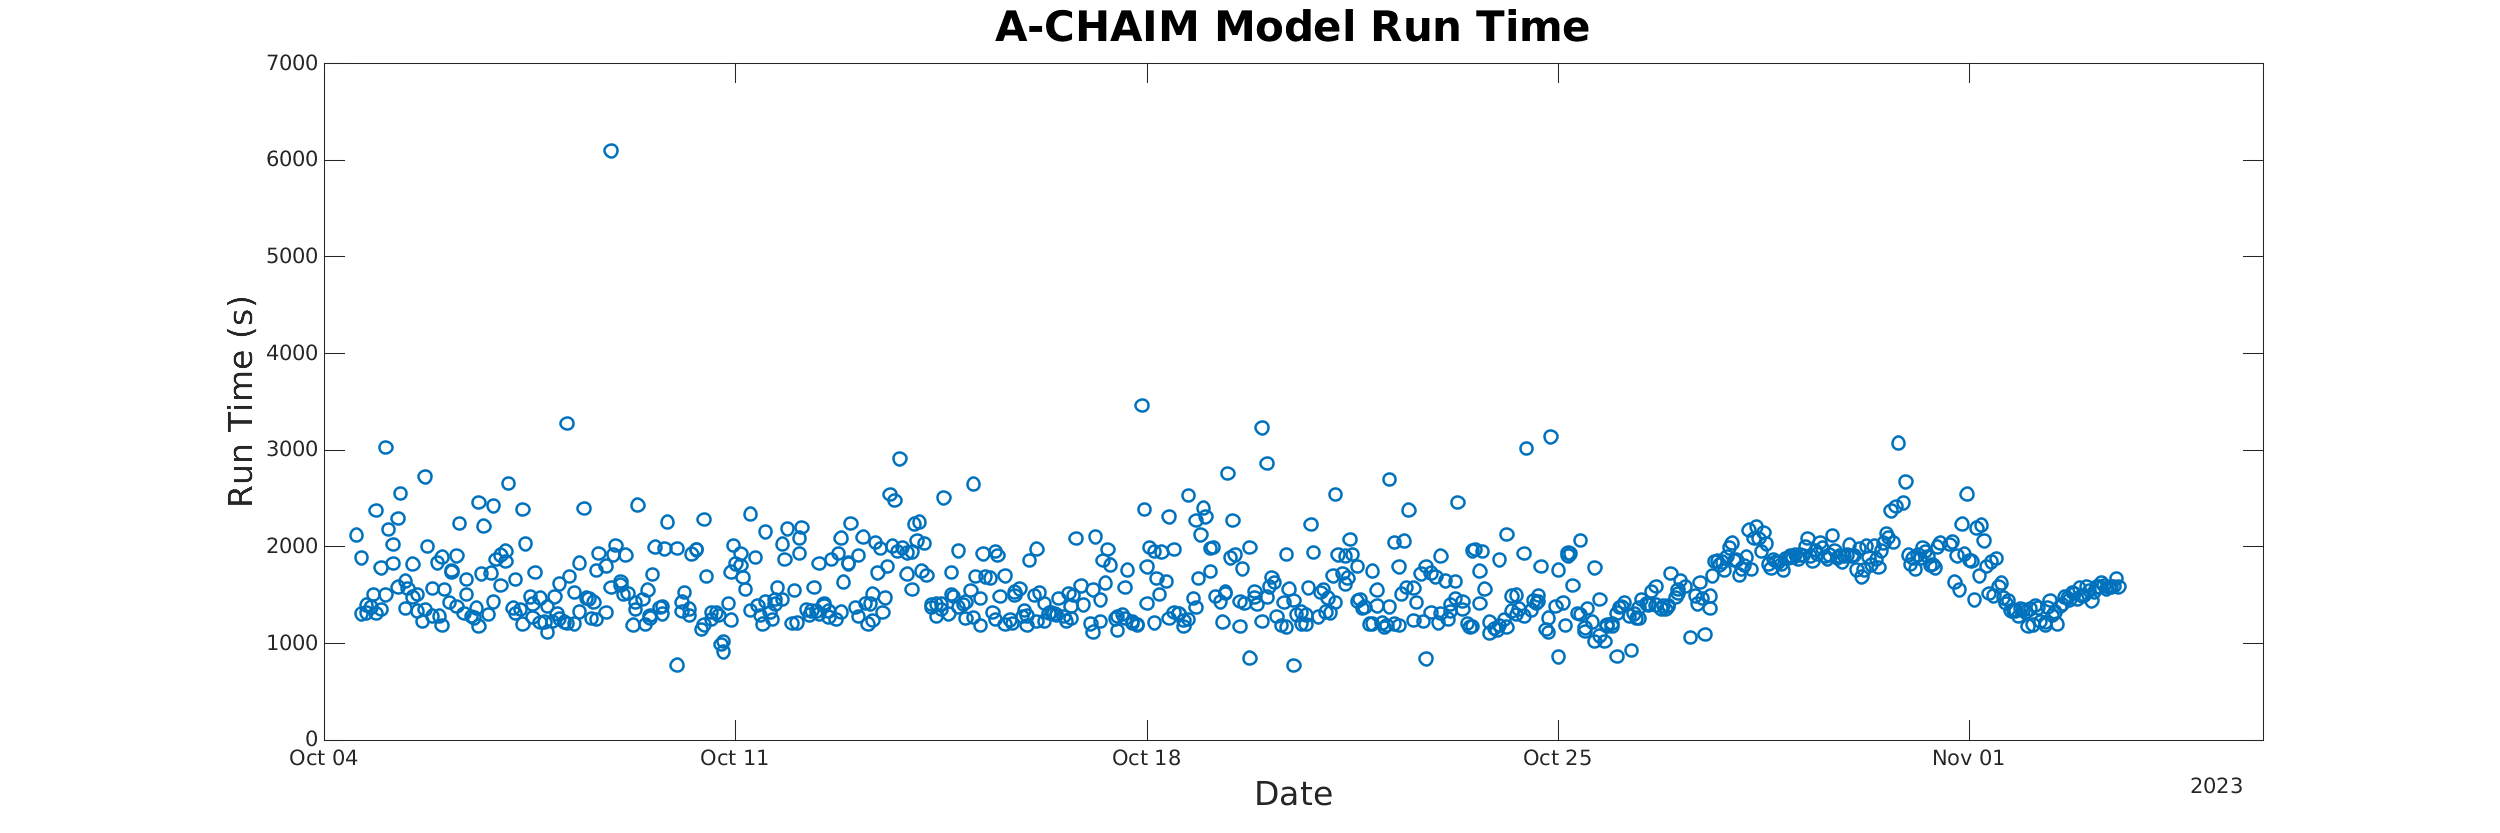 A-CHAIM Model Run Time
7000
6000
5000
4000
3000
2000
1000
0
Run Time (s)
Oct 04 Oct 11 Oct 18 Oct 25 Nov 01
2023
Date